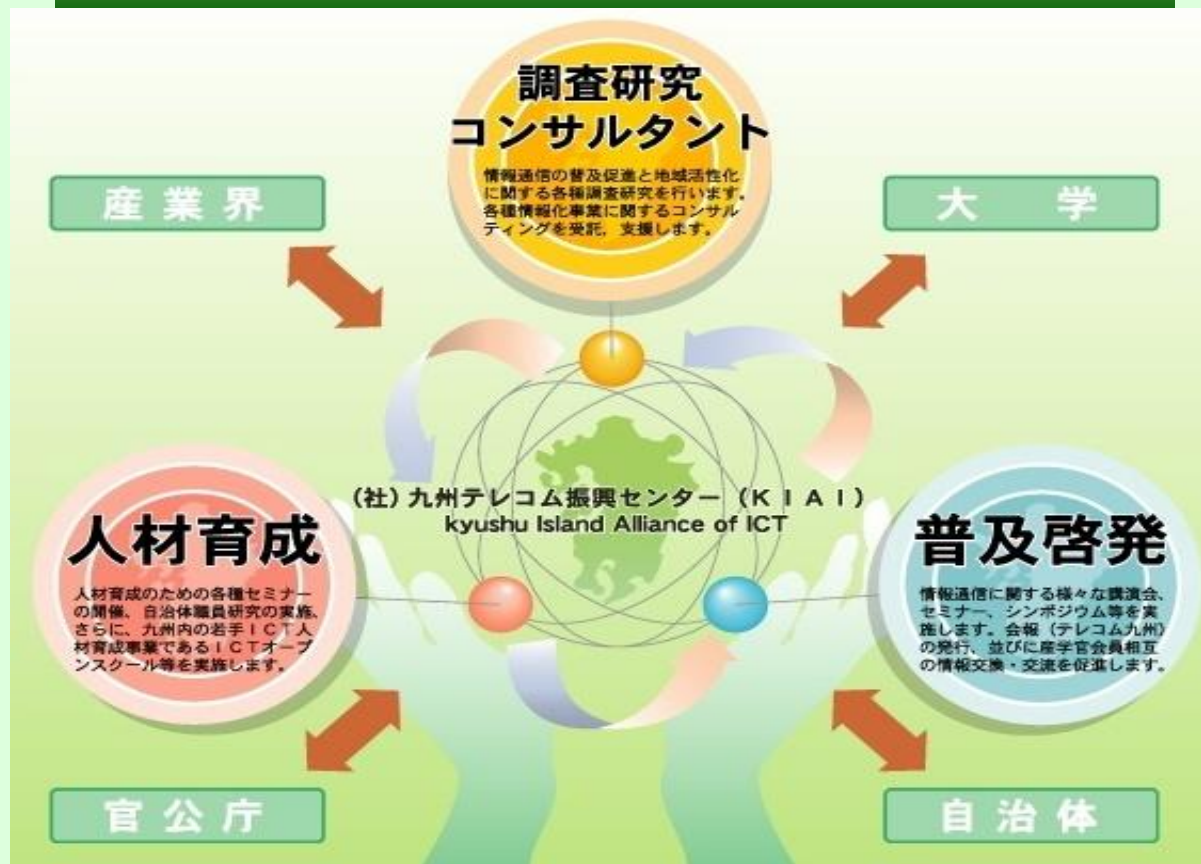 調査研究
コンサルタント
情報通信の普及促進と地域活性化
に関する各種調査研究を行います。
各種情報化事業に関するコンサル
ティングを受託、支援します。
産業界
大学
(社)九州テレコム振興センター(KIAI)
kyushu Island Alliance of ICT
人材育成
人材育成のための各種セミナー
の開催、自治体職員研究の実施、
さらに、九州内の若手ICT人
材育成事業であるICTオープ
ンスクール等を実施します。
普及啓発
情報通信に関する様々な講演会、
セミナー、シンポジウム等を実
施します。会報(テレコム九州)
の発行、並びに産学官会員相互
の情報交換・交流を促進します。
官公庁
自治体